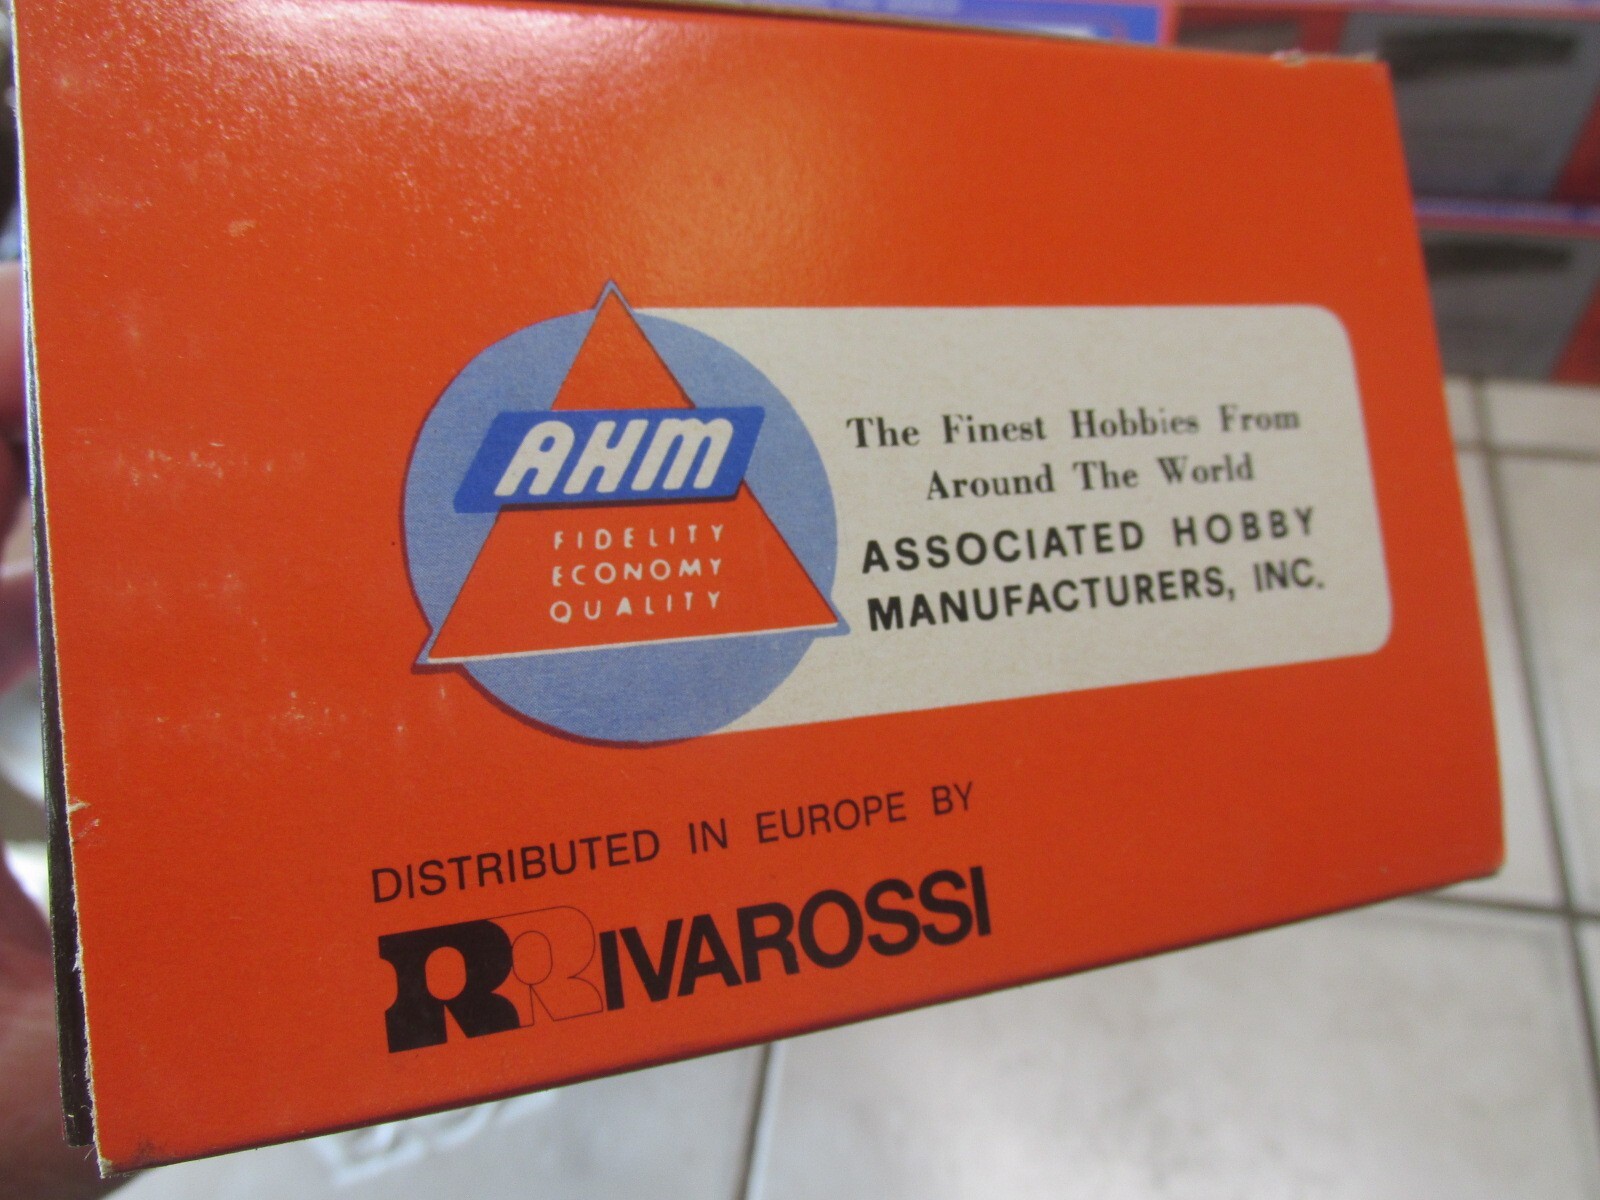 AHM
FIDELITY
ECONOMY
QUALITY
The Finest Hobbies From
Around The World
ASSOCIATED HOBBY
MANUFACTURERS, INC.
DISTRIBUTED IN EUROPE BY
RIVAROSSI